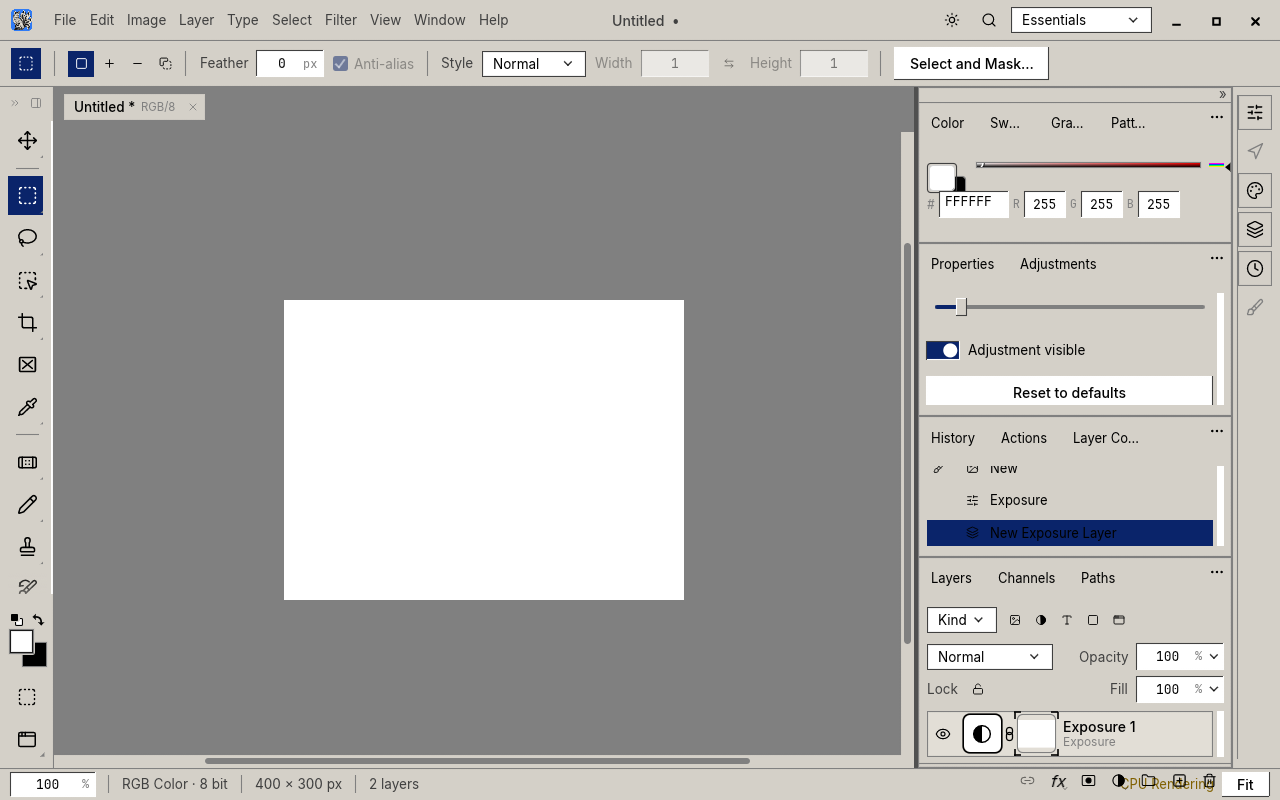 File Edit Image Layer Type Select Filter View Window Help Untitled • Essentials
Feather 0 px Anti-alias Style Normal Width 1 Height 1 Select and Mask...
Untitled * RGB/8
Color Sw... Gra... Patt...
# FFFFFF R 255 G 255 B 255
Properties Adjustments
Adjustment visible
Reset to defaults
History Actions Layer Co...
New
Exposure
New Exposure Layer
Layers Channels Paths
Kind
Normal Opacity 100 %
Lock Fill 100 %
Exposure 1
Exposure
100 % RGB Color · 8 bit 400 × 300 px 2 layers fx CPU Rendering Fit